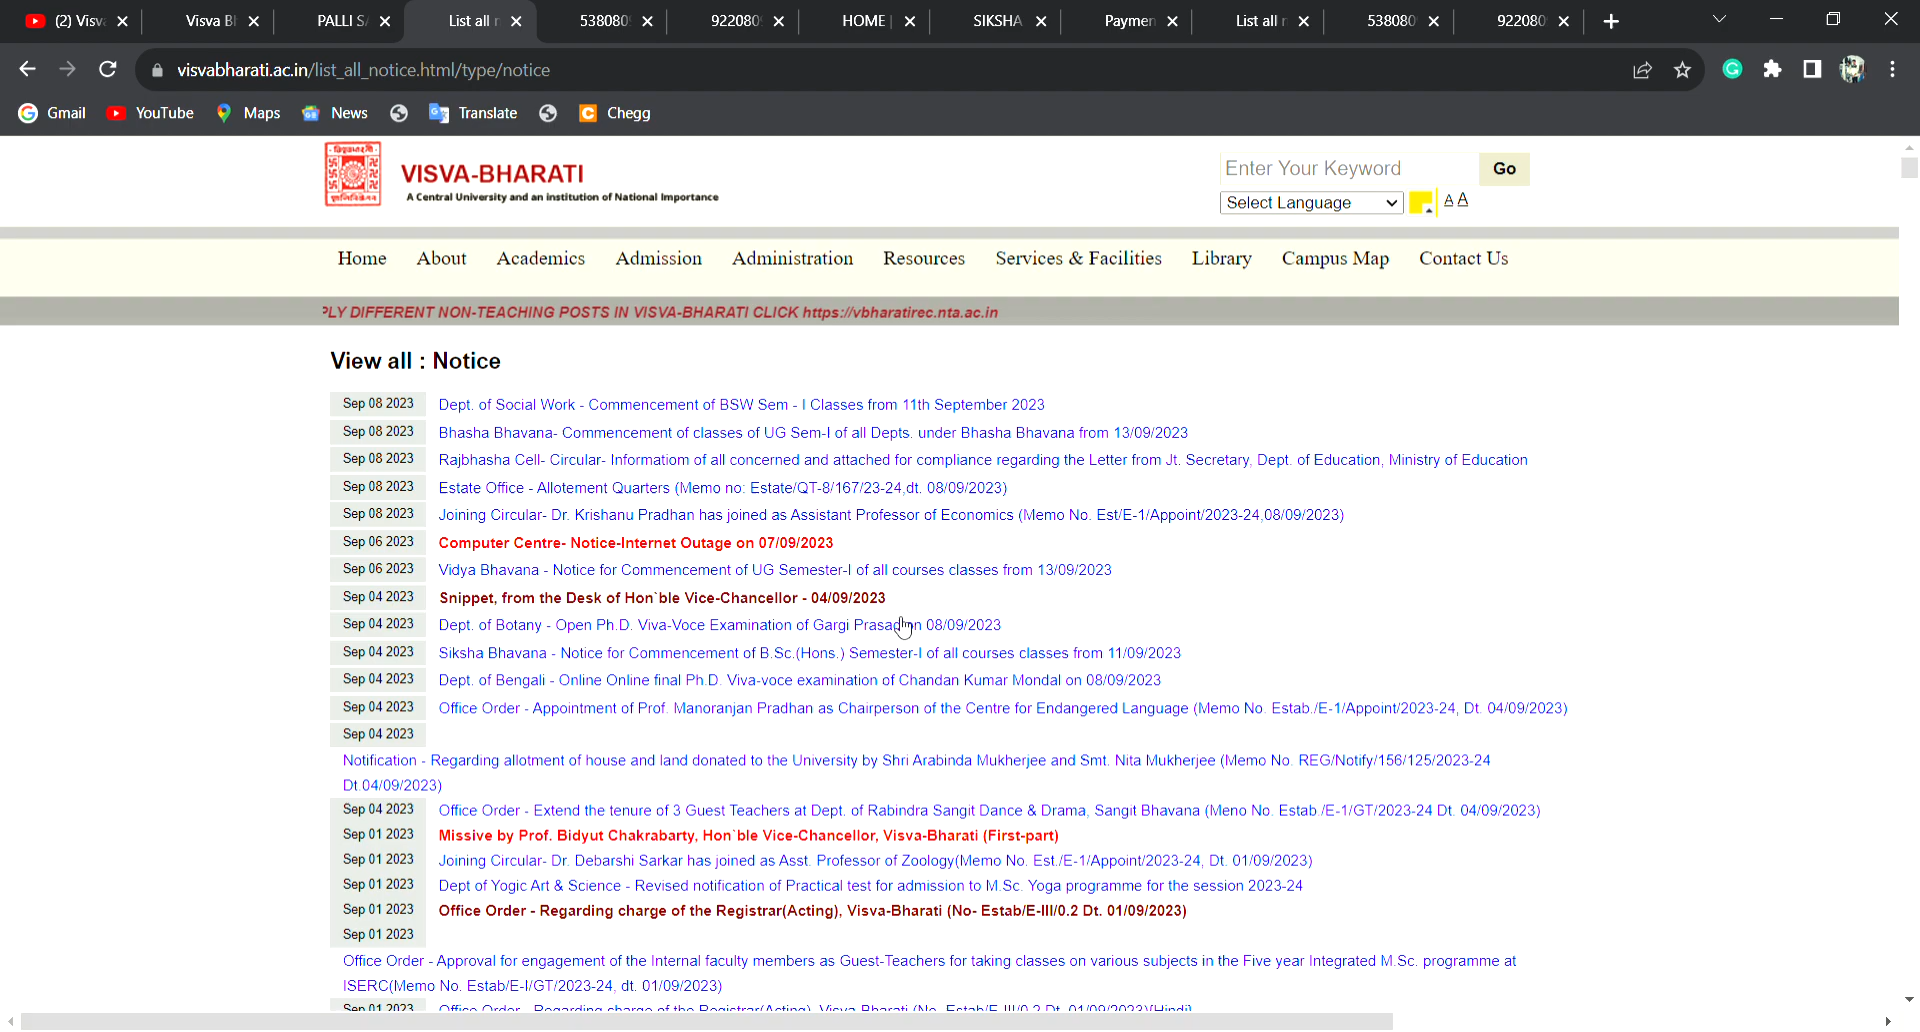 (2) Visv
Visva Bh
PALLI SA
List all n
538080
922080
HOME |
SIKSHA
Paymen
List all n
538080
922080
visvabharati.ac.in/list_all_notice.html/type/notice
Gmail YouTube Maps News Translate Chegg
VISVA-BHARATI
A Central University and an institution of National Importance
Enter Your Keyword Go
Select Language A A
Home About Academics Admission Administration Resources Services & Facilities Library Campus Map Contact Us
PLY DIFFERENT NON-TEACHING POSTS IN VISVA-BHARATI CLICK https://vbharatirec.nta.ac.in
View all : Notice
Sep 08 2023 Dept. of Social Work - Commencement of BSW Sem - I Classes from 11th September 2023
Sep 08 2023 Bhasha Bhavana- Commencement of classes of UG Sem-I of all Depts. under Bhasha Bhavana from 13/09/2023
Sep 08 2023 Rajbhasha Cell- Circular- Informatiom of all concerned and attached for compliance regarding the Letter from Jt. Secretary, Dept. of Education, Ministry of Education
Sep 08 2023 Estate Office - Allotement Quarters (Memo no: Estate/QT-8/167/23-24,dt. 08/09/2023)
Sep 08 2023 Joining Circular- Dr. Krishanu Pradhan has joined as Assistant Professor of Economics (Memo No. Est/E-1/Appoint/2023-24,08/09/2023)
Sep 06 2023 Computer Centre- Notice-Internet Outage on 07/09/2023
Sep 06 2023 Vidya Bhavana - Notice for Commencement of UG Semester-I of all courses classes from 13/09/2023
Sep 04 2023 Snippet, from the Desk of Hon`ble Vice-Chancellor - 04/09/2023
Sep 04 2023 Dept. of Botany - Open Ph.D. Viva-Voce Examination of Gargi Prasad on 08/09/2023
Sep 04 2023 Siksha Bhavana - Notice for Commencement of B.Sc.(Hons.) Semester-I of all courses classes from 11/09/2023
Sep 04 2023 Dept. of Bengali - Online Online final Ph.D. Viva-voce examination of Chandan Kumar Mondal on 08/09/2023
Sep 04 2023 Office Order - Appointment of Prof. Manoranjan Pradhan as Chairperson of the Centre for Endangered Language (Memo No. Estab./E-1/Appoint/2023-24, Dt. 04/09/2023)
Sep 04 2023
Notification - Regarding allotment of house and land donated to the University by Shri Arabinda Mukherjee and Smt. Nita Mukherjee (Memo No. REG/Notify/156/125/2023-24
Dt.04/09/2023)
Sep 04 2023 Office Order - Extend the tenure of 3 Guest Teachers at Dept. of Rabindra Sangit Dance & Drama, Sangit Bhavana (Meno No. Estab./E-1/GT/2023-24 Dt. 04/09/2023)
Sep 01 2023 Missive by Prof. Bidyut Chakrabarty, Hon`ble Vice-Chancellor, Visva-Bharati (First-part)
Sep 01 2023 Joining Circular- Dr. Debarshi Sarkar has joined as Asst. Professor of Zoology(Memo No. Est./E-1/Appoint/2023-24, Dt. 01/09/2023)
Sep 01 2023 Dept of Yogic Art & Science - Revised notification of Practical test for admission to M.Sc. Yoga programme for the session 2023-24
Sep 01 2023 Office Order - Regarding charge of the Registrar(Acting), Visva-Bharati (No- Estab/E-III/0.2 Dt. 01/09/2023)
Sep 01 2023
Office Order - Approval for engagement of the Internal faculty members as Guest-Teachers for taking classes on various subjects in the Five year Integrated M.Sc. programme at
ISERC(Memo No. Estab/E-I/GT/2023-24, dt. 01/09/2023)
Sep 01 2023 Office Order - Regarding charge of the Registrar(Acting), Visva-Bharati (No- Estab/E-III/0.2 Dt. 01/09/2023)(Hindi)